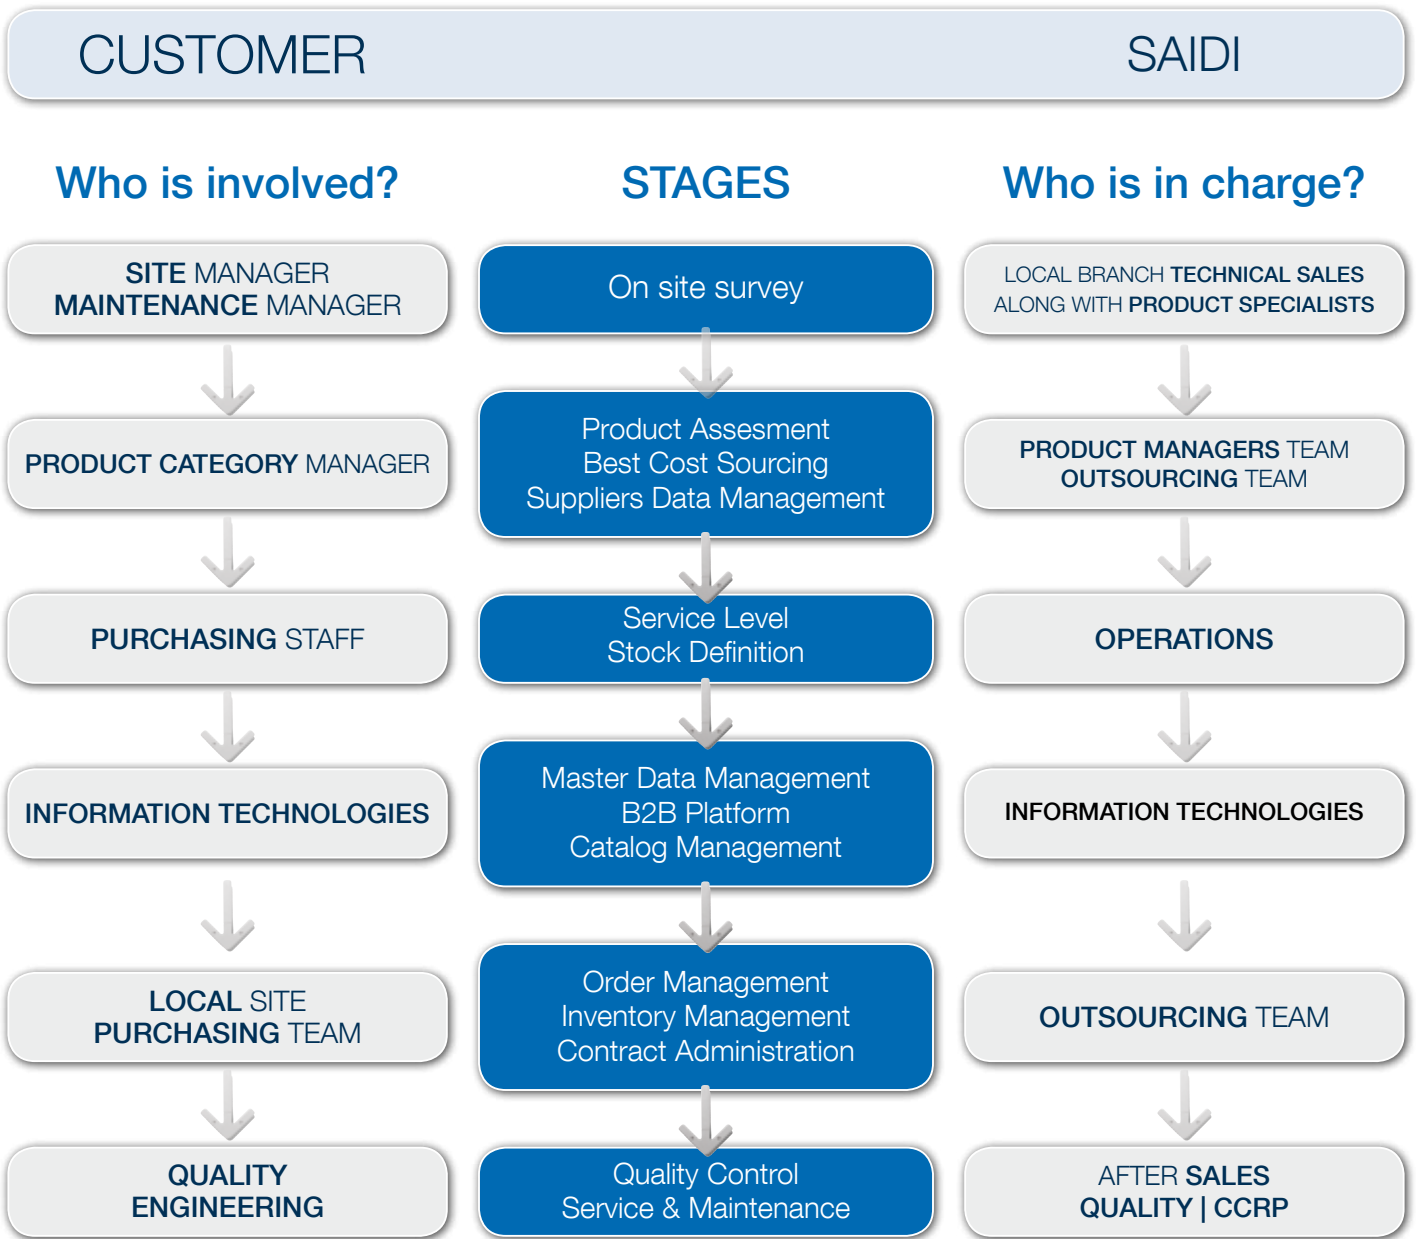 CUSTOMER
SAIDI
Who is involved?
STAGES
Who is in charge?
SITE MANAGER
MAINTENANCE MANAGER
On site survey
LOCAL BRANCH TECHNICAL SALES
ALONG WITH PRODUCT SPECIALISTS
PRODUCT CATEGORY MANAGER
Product Assesment
Best Cost Sourcing
Suppliers Data Management
PRODUCT MANAGERS TEAM
OUTSOURCING TEAM
PURCHASING STAFF
Service Level
Stock Definition
OPERATIONS
INFORMATION TECHNOLOGIES
Master Data Management
B2B Platform
Catalog Management
INFORMATION TECHNOLOGIES
LOCAL SITE
PURCHASING TEAM
Order Management
Inventory Management
Contract Administration
OUTSOURCING TEAM
QUALITY
ENGINEERING
Quality Control
Service & Maintenance
AFTER SALES
QUALITY | CCRP